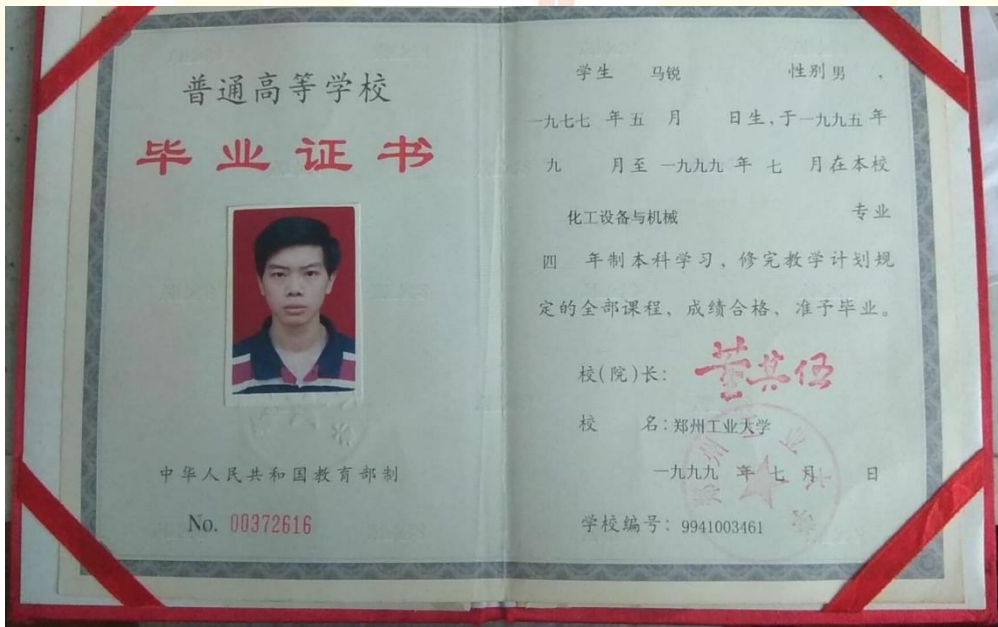 普通高等学校
毕业证书
中华人民共和国教育部制
No. 00372616
学生 马锐 性别 男 ，
一九七七 年 五 月 日生，于 一九九五 年
九 月至 一九九九 年 七 月在本校
化工设备与机械 专业
四 年制本科学习、修完教学计划规
定的全部课程，成绩合格、准予毕业。
校(院)长： 董其伍
校 名：郑州工业大学
一九九九 年 七 月 日
学校编号：9941003461